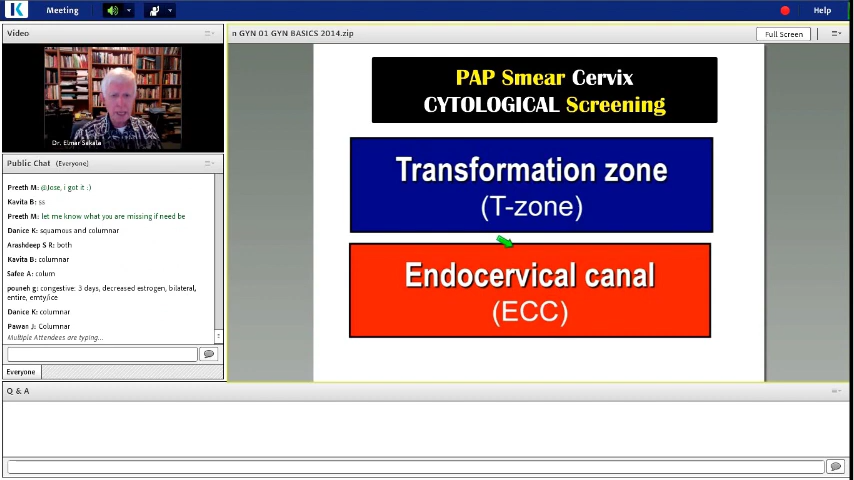 K
Meeting
Help
Video
n GYN 01 GYN BASICS 2014.zip
Full Screen
Dr. Elmar Sakala
PAP Smear Cervix
CYTOLOGICAL Screening
Transformation zone
(T-zone)
Endocervical canal
(ECC)
Public Chat (Everyone)
Preeth M: @Jose, i got it :)
Kavita B: ss
Preeth M: let me know what you are missing if need be
Danice K: squamous and columnar
Arashdeep S R: both
Kavita B: columnar
Safee A: colum
pouneh g: congestive: 3 days, decreased estrogen, bilateral,
entire, emty/ice
Danice K: columnar
Pawan J: Columnar
Multiple Attendees are typing...
Everyone
Q & A